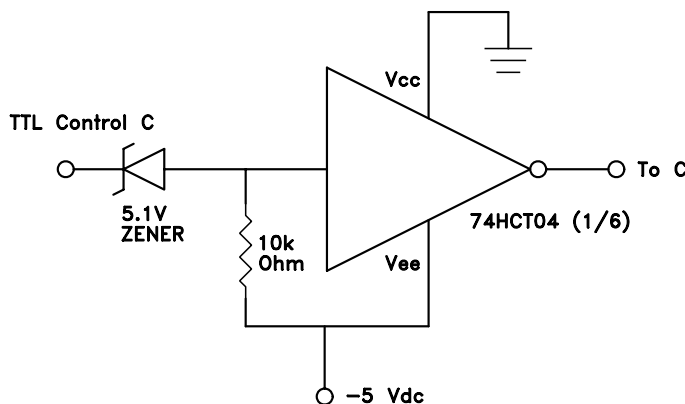 Vcc
TTL Control C
To C
5.1V
ZENER
74HCT04 (1/6)
10k
Ohm
Vee
-5 Vdc